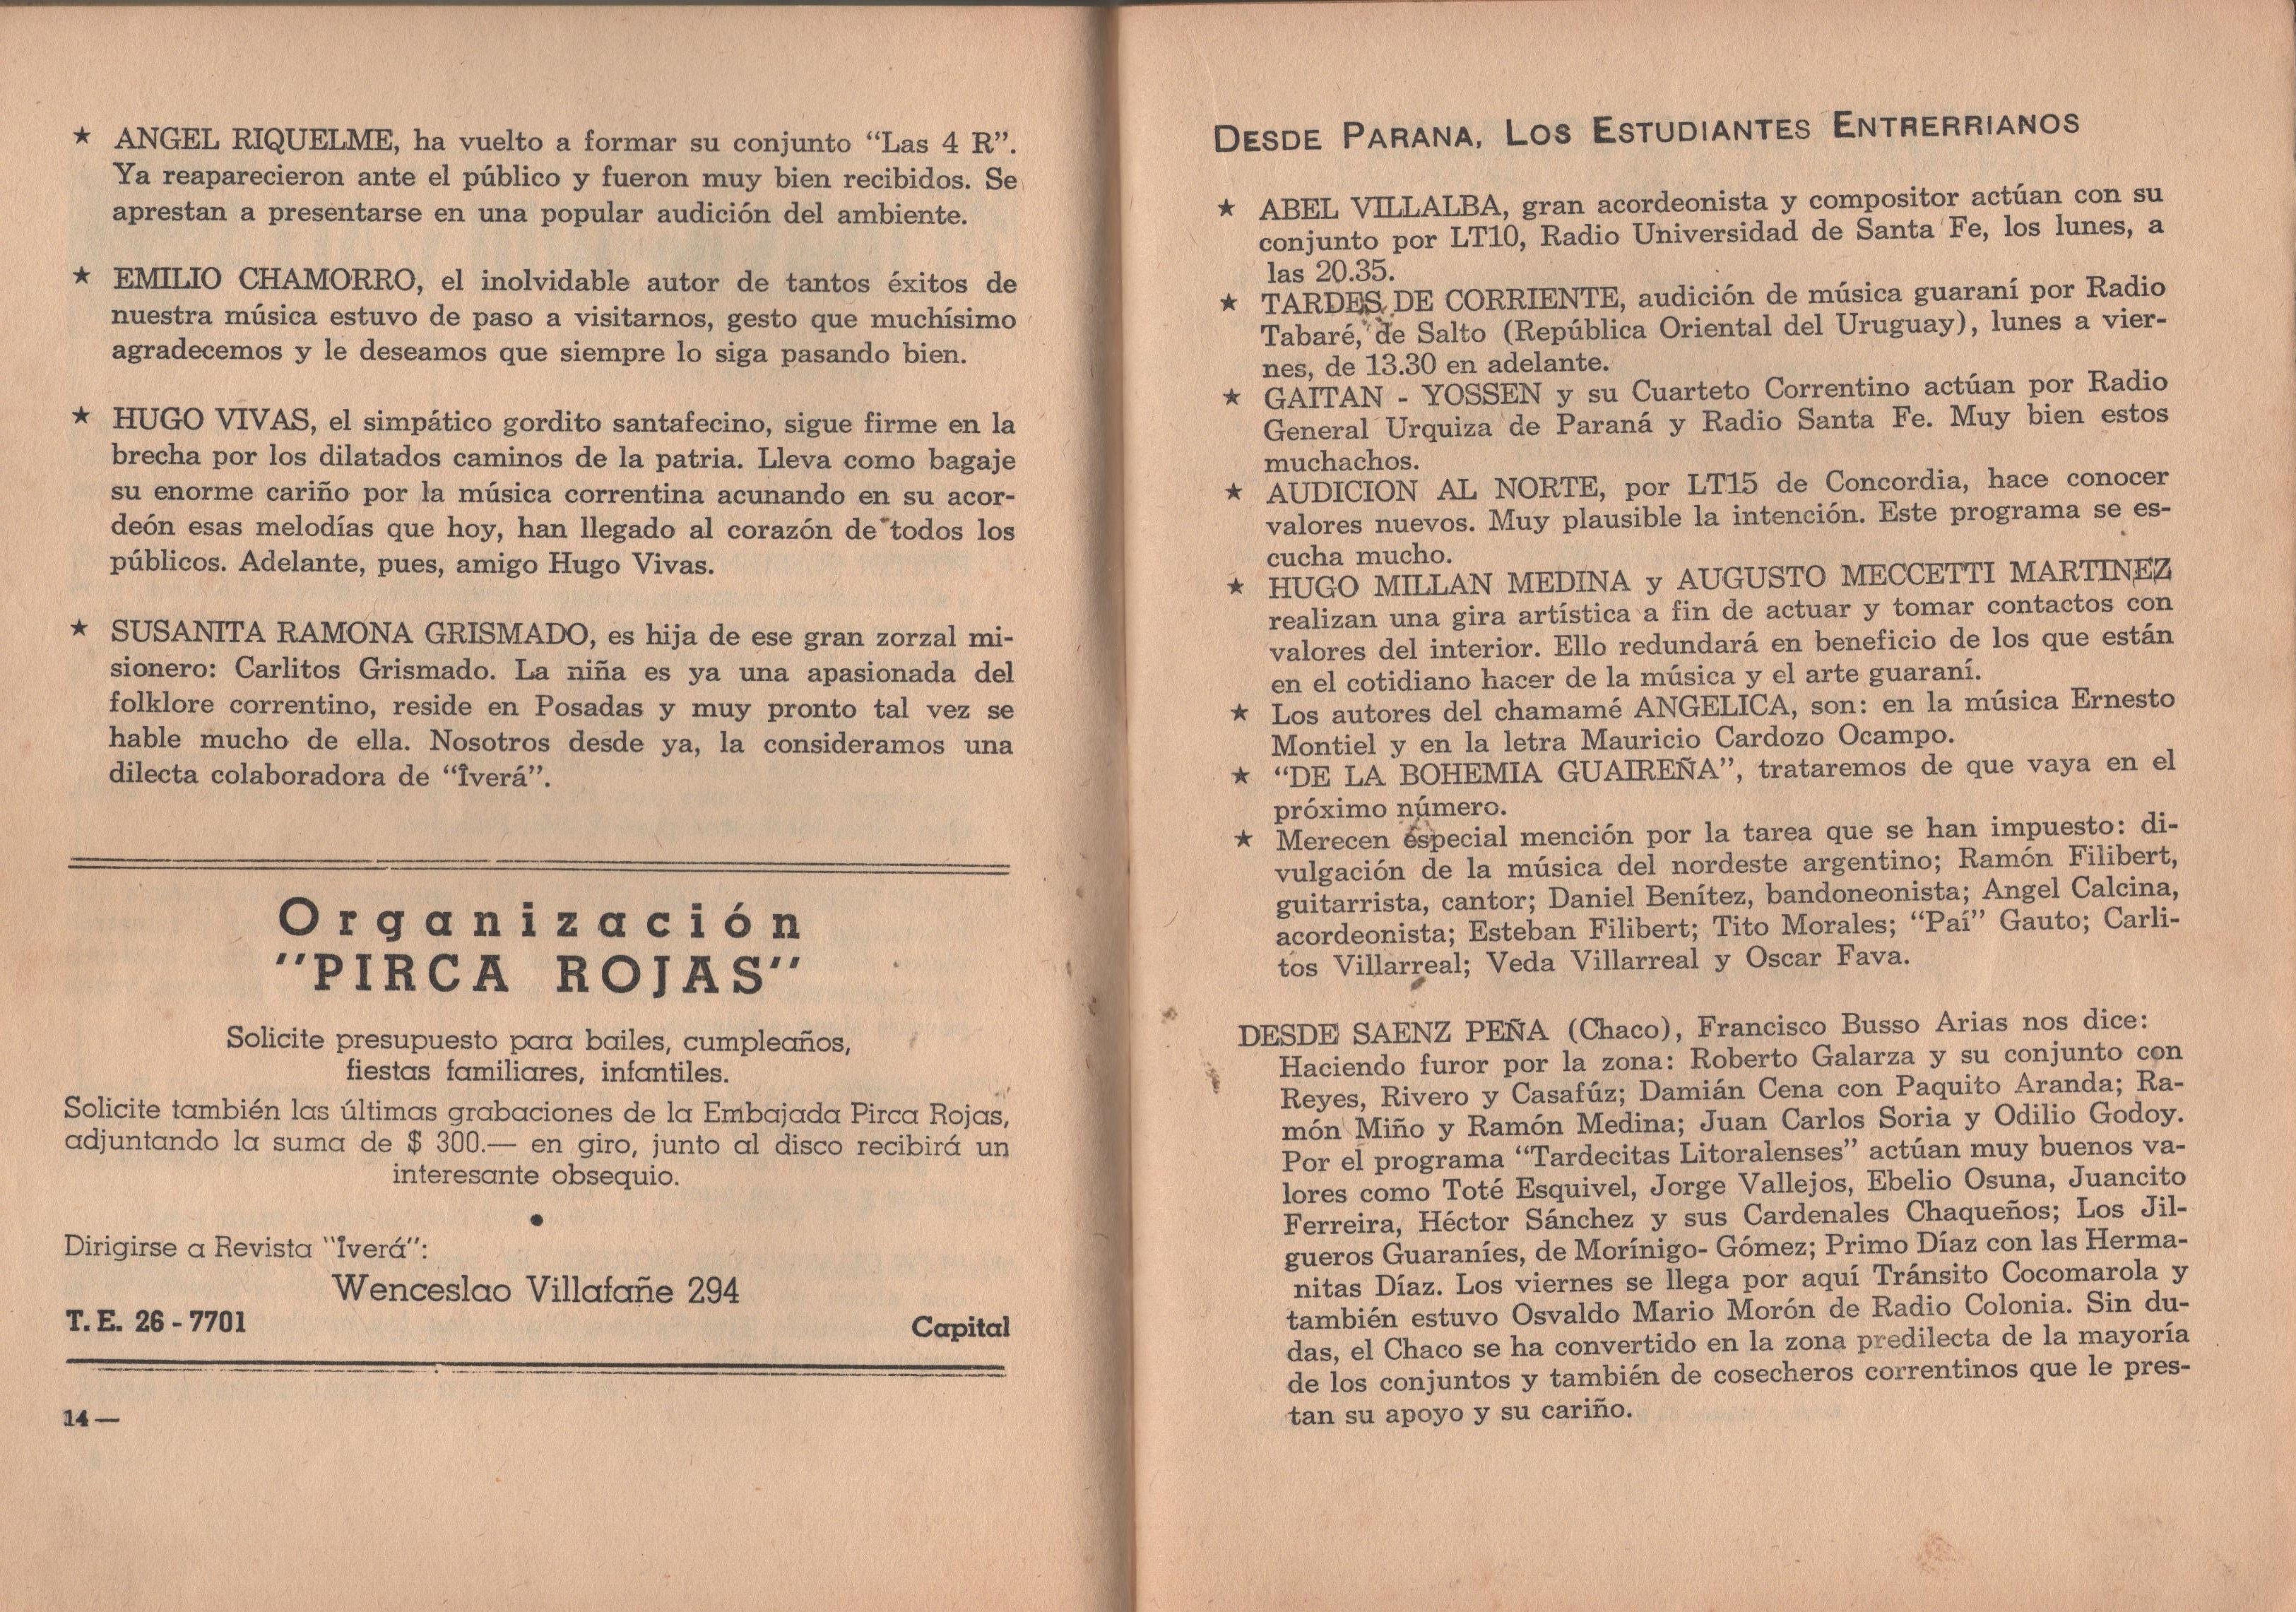 ★ ANGEL RIQUELME, ha vuelto a formar su conjunto “Las 4 R”.
Ya reaparecieron ante el público y fueron muy bien recibidos. Se
aprestan a presentarse en una popular audición del ambiente.
★ EMILIO CHAMORRO, el inolvidable autor de tantos éxitos de
nuestra música estuvo de paso a visitarnos, gesto que muchísimo
agradecemos y le deseamos que siempre lo siga pasando bien.
★ HUGO VIVAS, el simpático gordito santafecino, sigue firme en la
brecha por los dilatados caminos de la patria. Lleva como bagaje
su enorme cariño por la música correntina acunando en su acor-
deón esas melodías que hoy, han llegado al corazón de todos los
públicos. Adelante, pues, amigo Hugo Vivas.
★ SUSANITA RAMONA GRISMADO, es hija de ese gran zorzal mi-
sionero: Carlitos Grismado. La niña es ya una apasionada del
folklore correntino, reside en Posadas y muy pronto tal vez se
hable mucho de ella. Nosotros desde ya, la consideramos una
dilecta colaboradora de “Îverá”.
Organización
"PIRCA ROJAS"
Solicite presupuesto para bailes, cumpleaños,
fiestas familiares, infantiles.
Solicite también las últimas grabaciones de la Embajada Pirca Rojas,
adjuntando la suma de $ 300.— en giro, junto al disco recibirá un
interesante obsequio.
●
Dirigirse a Revista "Îverá":
Wenceslao Villafañe 294
T. E. 26 - 7701 Capital
14 —
DESDE PARANA, LOS ESTUDIANTES ENTRERRIANOS
★ ABEL VILLALBA, gran acordeonista y compositor actúan con su
conjunto por LT10, Radio Universidad de Santa Fe, los lunes, a
las 20.35.
★ TARDES DE CORRIENTE, audición de música guaraní por Radio
Tabaré, de Salto (República Oriental del Uruguay), lunes a vier-
nes, de 13.30 en adelante.
★ GAITAN - YOSSEN y su Cuarteto Correntino actúan por Radio
General Urquiza de Paraná y Radio Santa Fe. Muy bien estos
muchachos.
★ AUDICION AL NORTE, por LT15 de Concordia, hace conocer
valores nuevos. Muy plausible la intención. Este programa se es-
cucha mucho.
★ HUGO MILLAN MEDINA y AUGUSTO MECCETTI MARTINEZ
realizan una gira artística a fin de actuar y tomar contactos con
valores del interior. Ello redundará en beneficio de los que están
en el cotidiano hacer de la música y el arte guaraní.
★ Los autores del chamamé ANGELICA, son: en la música Ernesto
Montiel y en la letra Mauricio Cardozo Ocampo.
★ “DE LA BOHEMIA GUAIREÑA”, trataremos de que vaya en el
próximo número.
★ Merecen especial mención por la tarea que se han impuesto: di-
vulgación de la música del nordeste argentino; Ramón Filibert,
guitarrista, cantor; Daniel Benítez, bandoneonista; Angel Calcina,
acordeonista; Esteban Filibert; Tito Morales; “Paí” Gauto; Carli-
tos Villarreal; Veda Villarreal y Oscar Fava.
DESDE SAENZ PEÑA (Chaco), Francisco Busso Arias nos dice:
Haciendo furor por la zona: Roberto Galarza y su conjunto con
Reyes, Rivero y Casafúz; Damián Cena con Paquito Aranda; Ra-
món Miño y Ramón Medina; Juan Carlos Soria y Odilio Godoy.
Por el programa “Tardecitas Litoralenses” actúan muy buenos va-
lores como Toté Esquivel, Jorge Vallejos, Ebelio Osuna, Juancito
Ferreira, Héctor Sánchez y sus Cardenales Chaqueños; Los Jil-
gueros Guaraníes, de Morínigo- Gómez; Primo Díaz con las Herma-
nitas Díaz. Los viernes se llega por aquí Tránsito Cocomarola y
también estuvo Osvaldo Mario Morón de Radio Colonia. Sin du-
das, el Chaco se ha convertido en la zona predilecta de la mayoría
de los conjuntos y también de cosecheros correntinos que le pres-
tan su apoyo y su cariño.